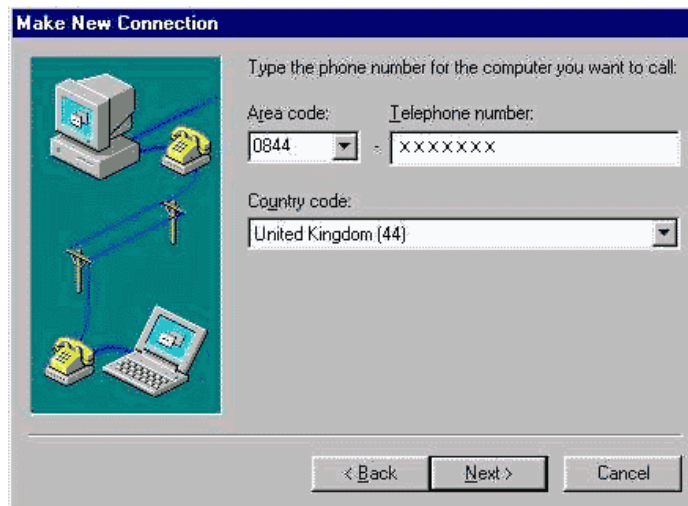 Make New Connection
Type the phone number for the computer you want to call:
Area code: Telephone number:
0844 - XXXXXXX
Country code:
United Kingdom (44)
< Back Next > Cancel